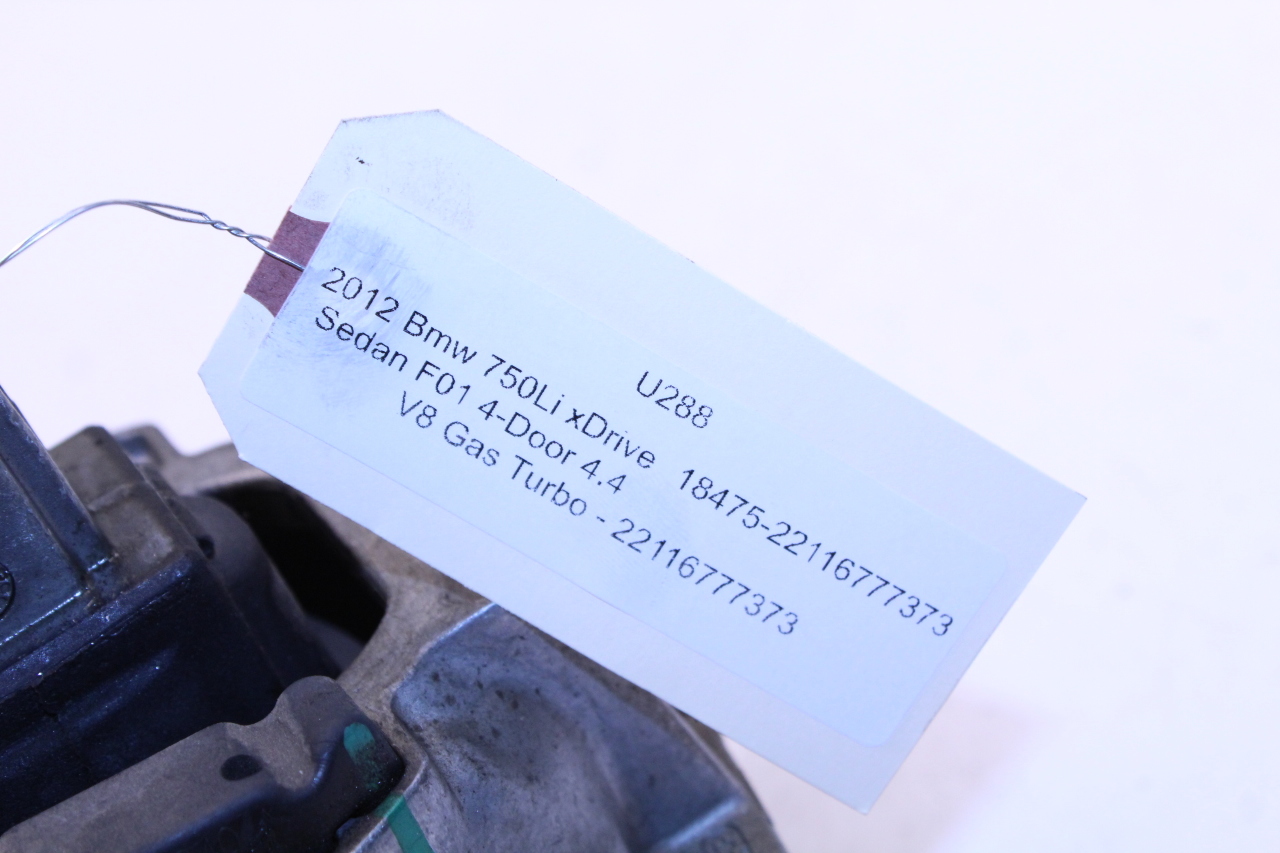 U288
2012 Bmw 750Li xDrive 18475-22116777373
Sedan F01 4-Door 4.4
V8 Gas Turbo - 22116777373